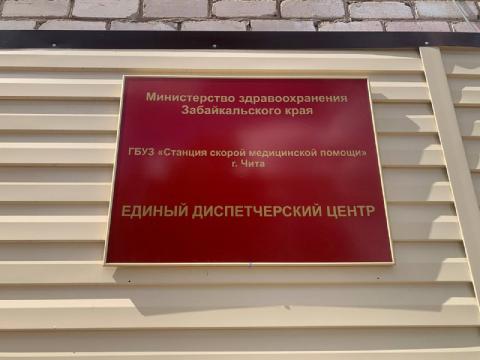 Министерство здравоохранения
Забайкальского края
ГБУЗ «Станция скорой медицинской помощи»
г. Чита
ЕДИНЫЙ ДИСПЕТЧЕРСКИЙ ЦЕНТР